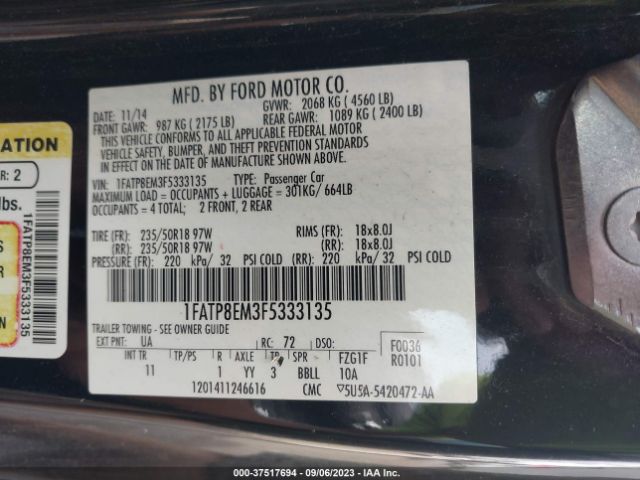 MFD. BY FORD MOTOR CO.
DATE: 11/14 GVWR: 2068 KG ( 4560 LB)
FRONT GAWR: 987 KG ( 2175 LB) REAR GAWR: 1089 KG ( 2400 LB)
THIS VEHICLE CONFORMS TO ALL APPLICABLE FEDERAL MOTOR
VEHICLE SAFETY, BUMPER, AND THEFT PREVENTION STANDARDS
IN EFFECT ON THE DATE OF MANUFACTURE SHOWN ABOVE.
VIN: 1FATP8EM3F5333135 TYPE: Passenger Car
MAXIMUM LOAD = OCCUPANTS + LUGGAGE = 301KG/ 664LB
OCCUPANTS = 4 TOTAL; 2 FRONT, 2 REAR
TIRE (FR): 235/50R18 97W RIMS (FR): 18x8.0J
(RR): 235/50R18 97W (RR): 18x8.0J
PRESSURE (FR): 220 kPa/ 32 PSI COLD (RR): 220 kPa/ 32 PSI COLD
1FATP8EM3F5333135
TRAILER TOWING - SEE OWNER GUIDE
EXT PNT: UA RC: 72 DSO: F0036
INT TR TP/PS R AXLE TR SPR FZG1F R0101
11 1 YY 3 BBLL 10A
1201411246616 CMC 5U5A-5420472-AA
ATION
R: 2
lbs.
1FATP8EM3F5333135
S
R
ON
000-37517694 - 09/06/2023 - IAA Inc.